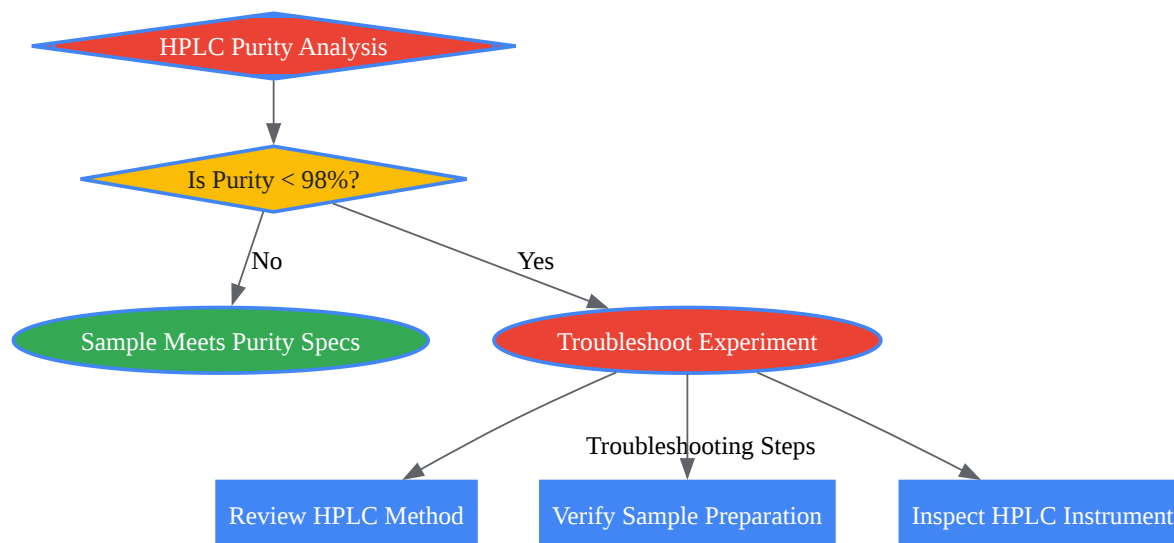 HPLC Purity Analysis
Is Purity < 98%?
No
Yes
Sample Meets Purity Specs
Troubleshoot Experiment
Troubleshooting Steps
Review HPLC Method
Verify Sample Preparation
Inspect HPLC Instrument